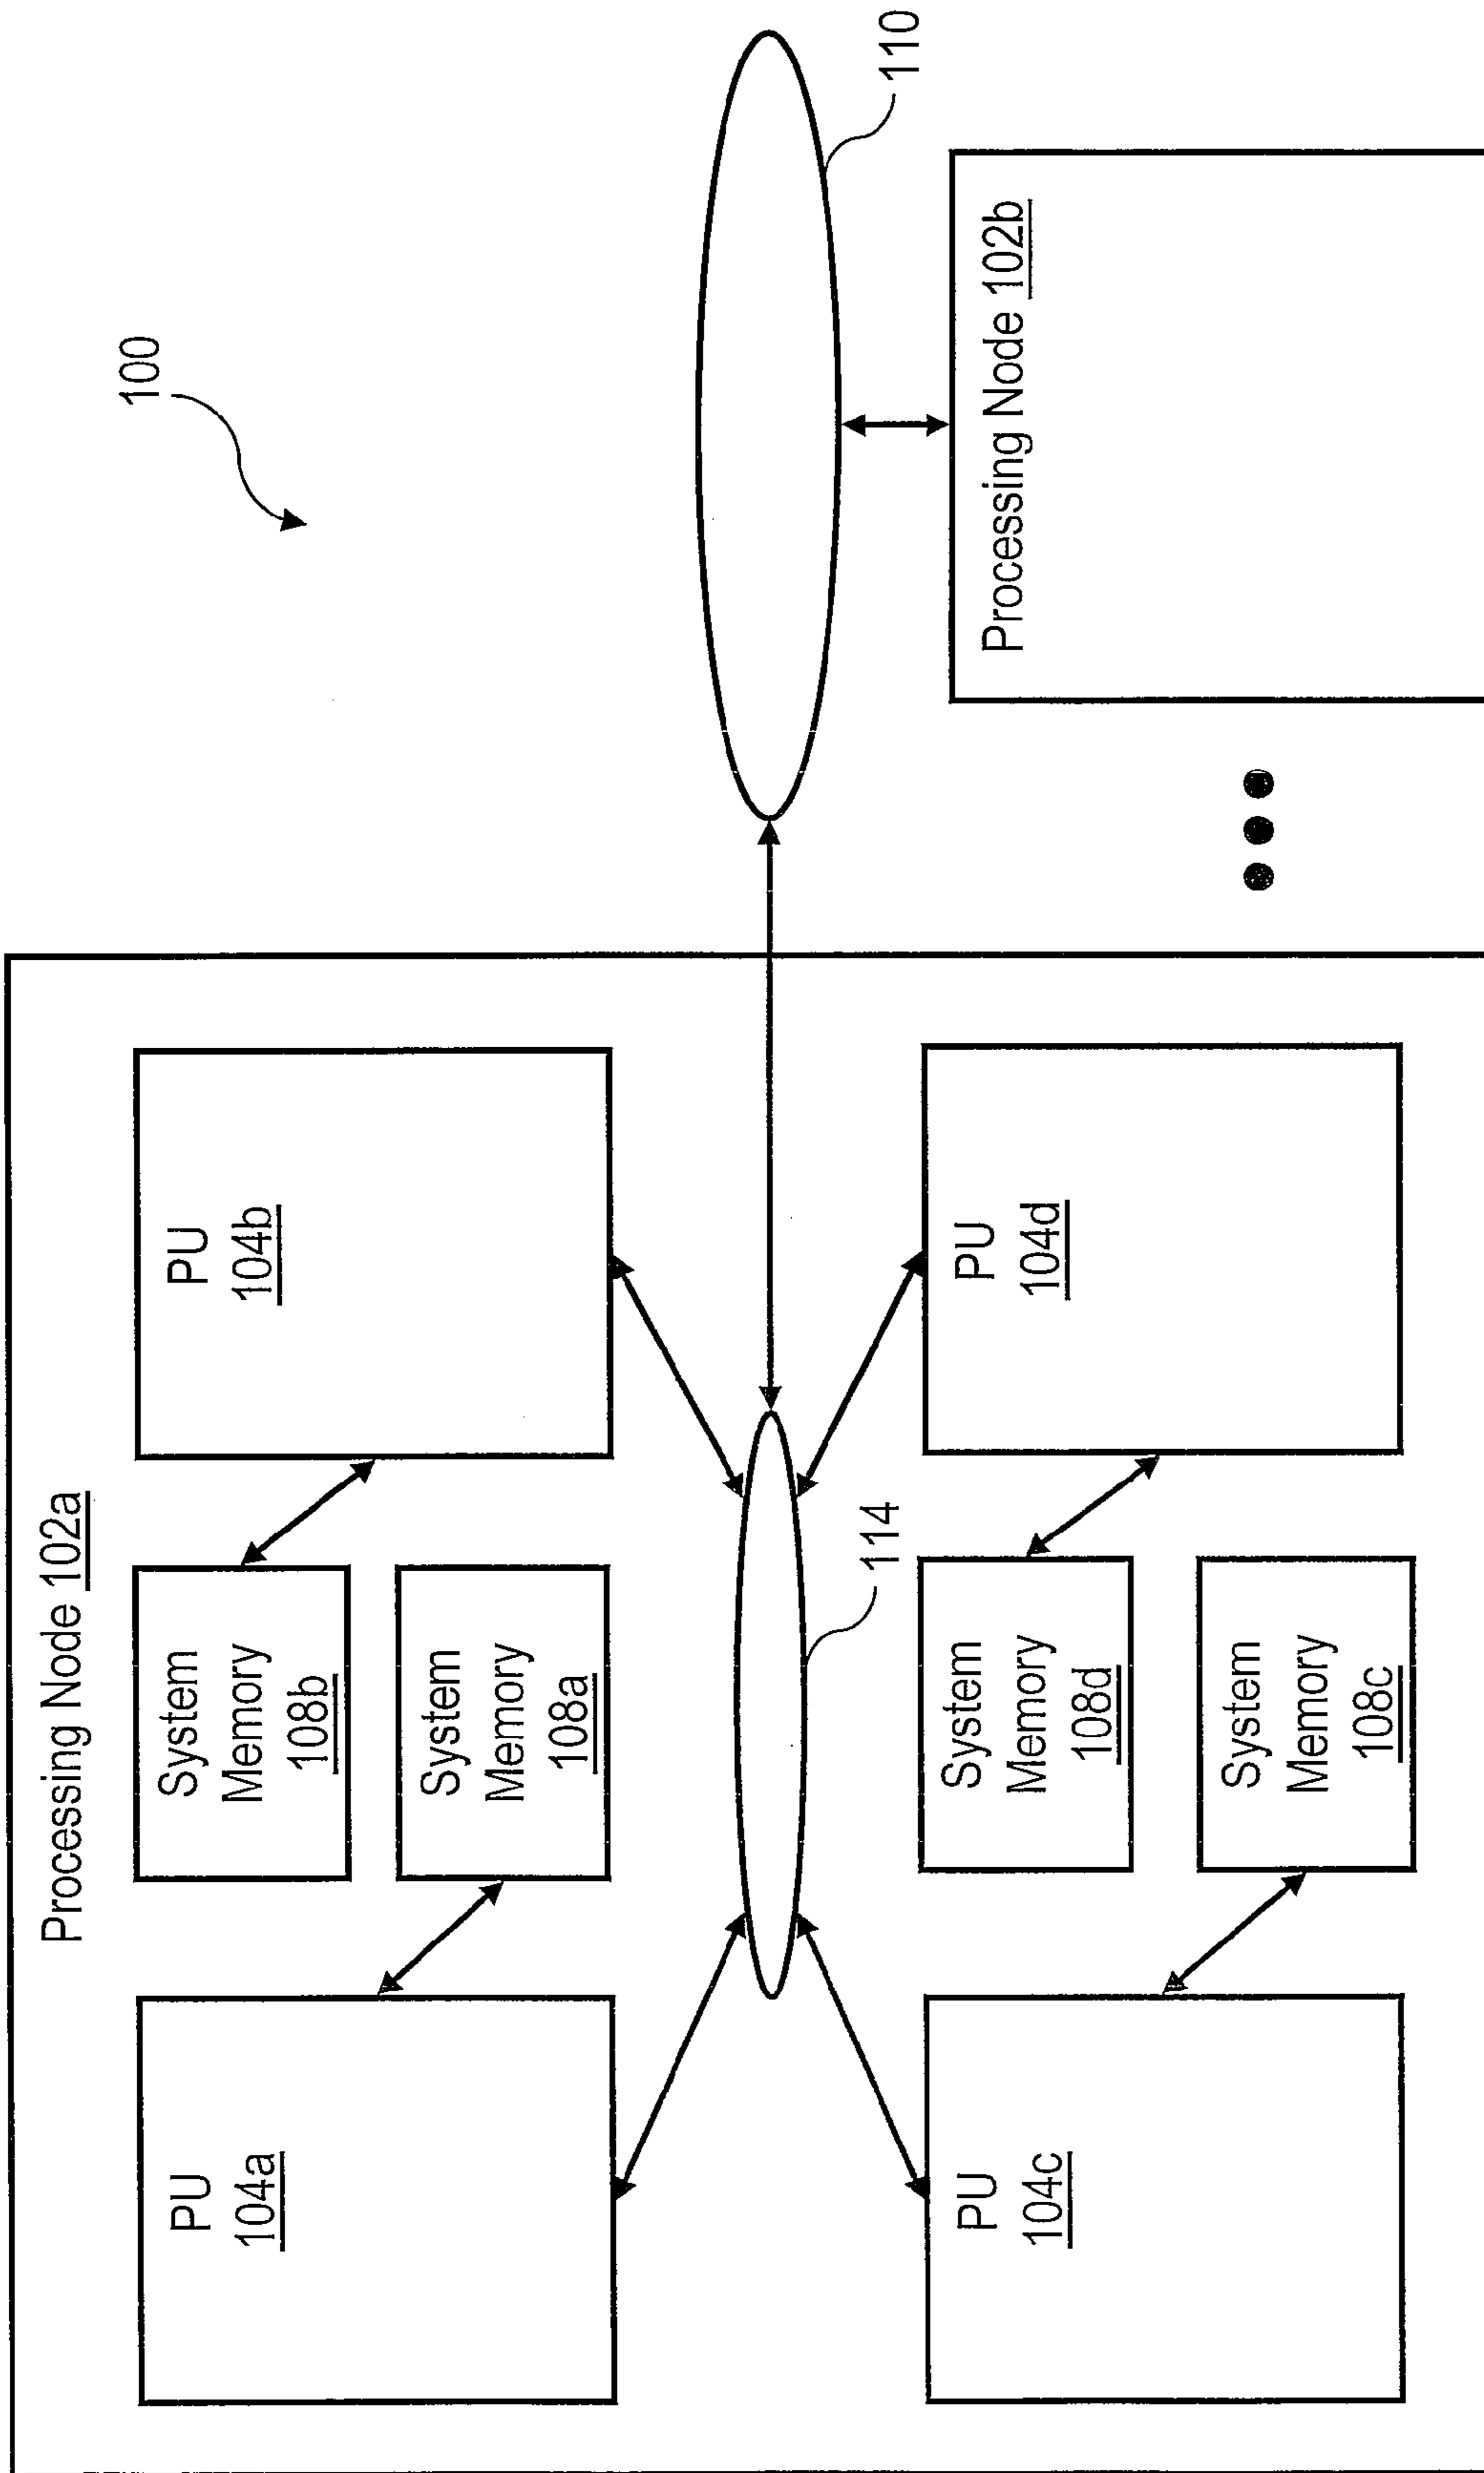 100
Processing Node 102a
PU
104a
System
Memory
108b
System
Memory
108a
PU
104b
114
110
PU
104c
System
Memory
108d
System
Memory
108c
PU
104d
Processing Node 102b